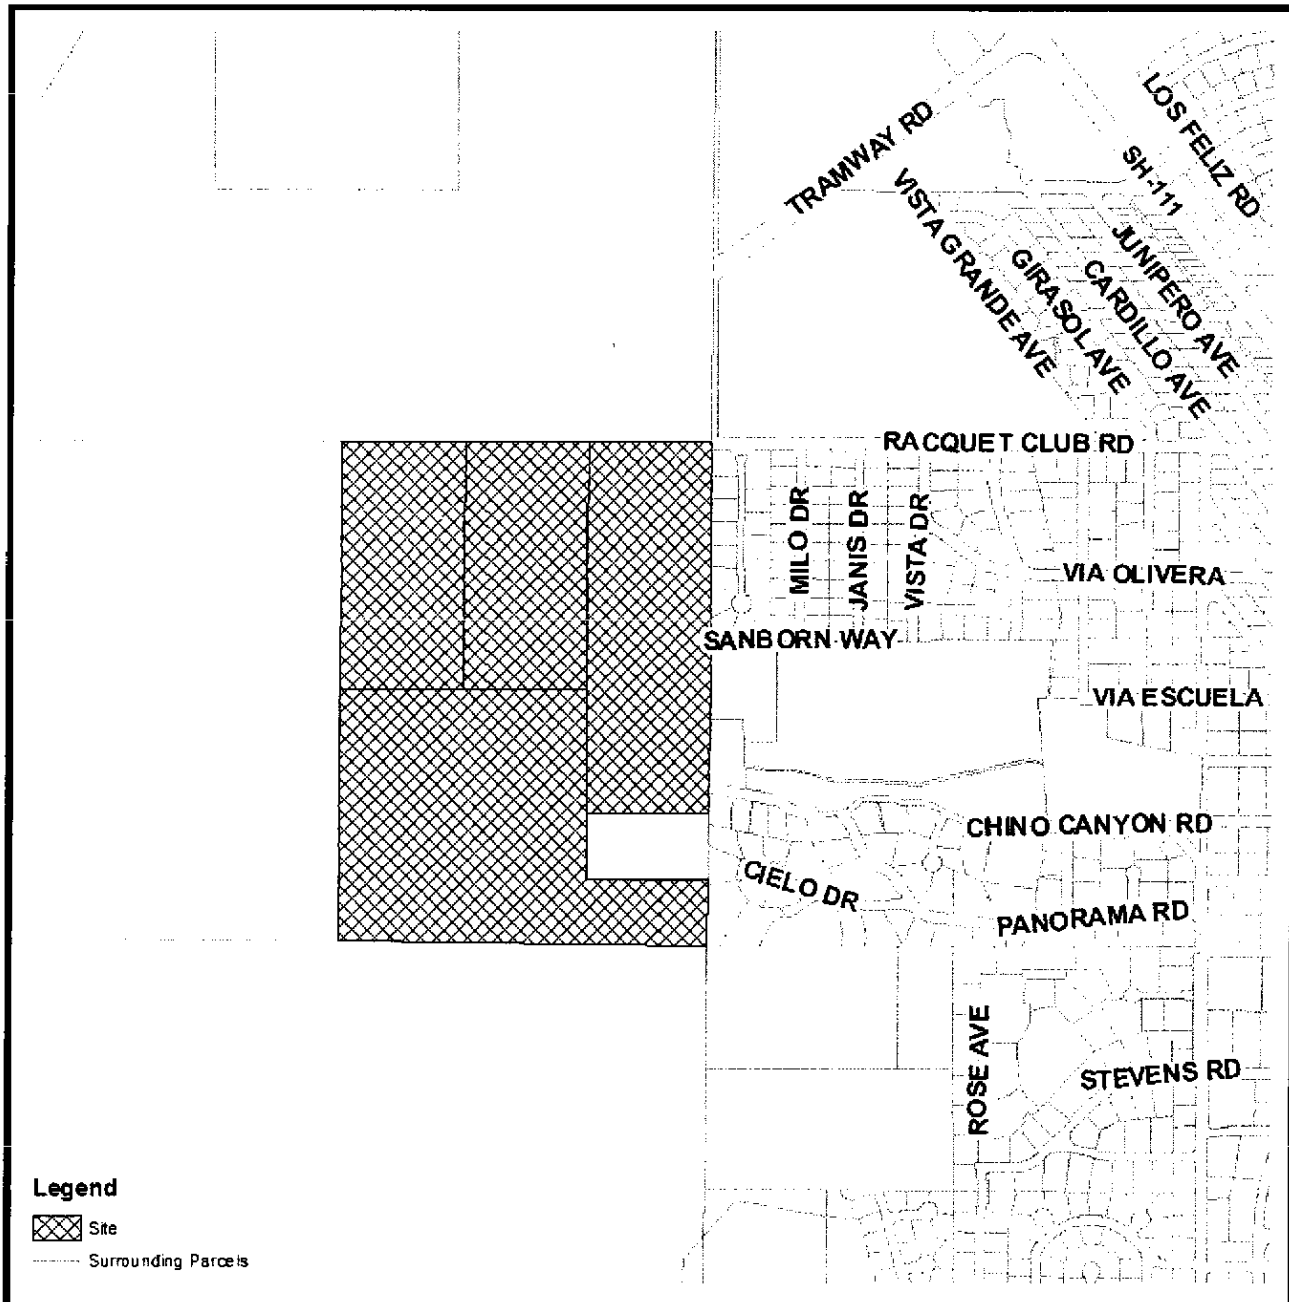 LOS FELIZ RD
TRAMWAY RD
SH-111
VISTA GRANDE AVE
JUNIPERO AVE
GIRASOL AVE
CARDILLO AVE
RACQUET CLUB RD
MILO DR
JANIS DR
VISTA DR
VIA OLIVERA
SANBORN WAY
VIA ESCUELA
CHINO CANYON RD
CIELO DR
PANORAMA RD
ROSE AVE
STEVENS RD
Legend
Site
Surrounding Parcels